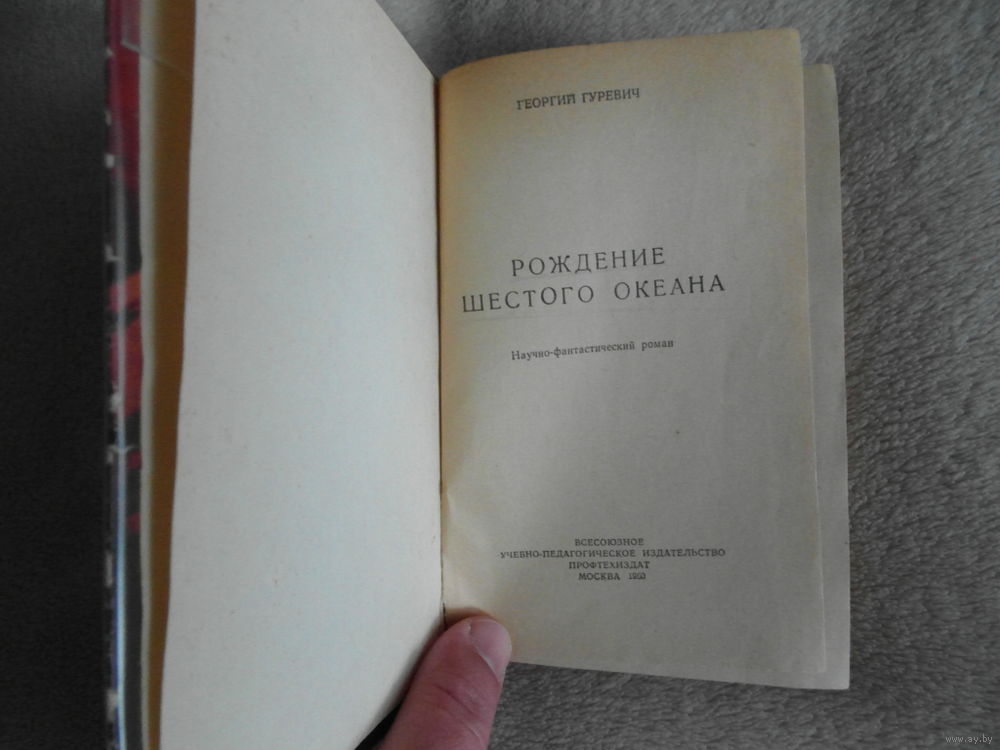 ГЕОРГИЙ ГУРЕВИЧ
РОЖДЕНИЕ
ШЕСТОГО ОКЕАНА
Научно-фантастический роман
ВСЕСОЮЗНОЕ
УЧЕБНО-ПЕДАГОГИЧЕСКОЕ ИЗДАТЕЛЬСТВО
ПРОФТЕХИЗДАТ
МОСКВА 1960
www.ay.by